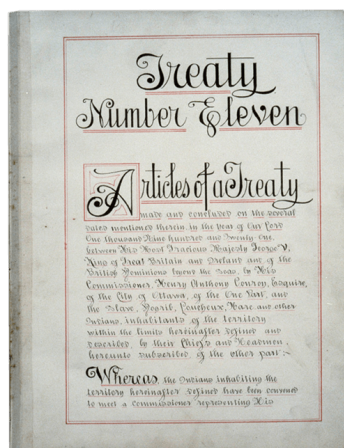 Treaty
Number Eleven
Articles of a Treaty
made and concluded on the several
dates mentioned therein, in the year of Our Lord
One thousand Nine hundred and Twenty One,
between His Most Gracious Majesty George V,
King of Great Britain and Ireland and of the
British Dominions beyond the Seas, by His
Commissioner, Henry Anthony Conroy, Esquire,
of the City of Ottawa, of the One Part, and
the Slave, Dogrib, Loucheux, Hare and other
Indians, inhabitants of the territory
within the limits hereinafter defined and
described, by their Chiefs and Headmen,
hereunto subscribed, of the other part:~
Whereas, the Indians inhabiting the
territory hereinafter defined have been convened
to meet a commissioner representing His